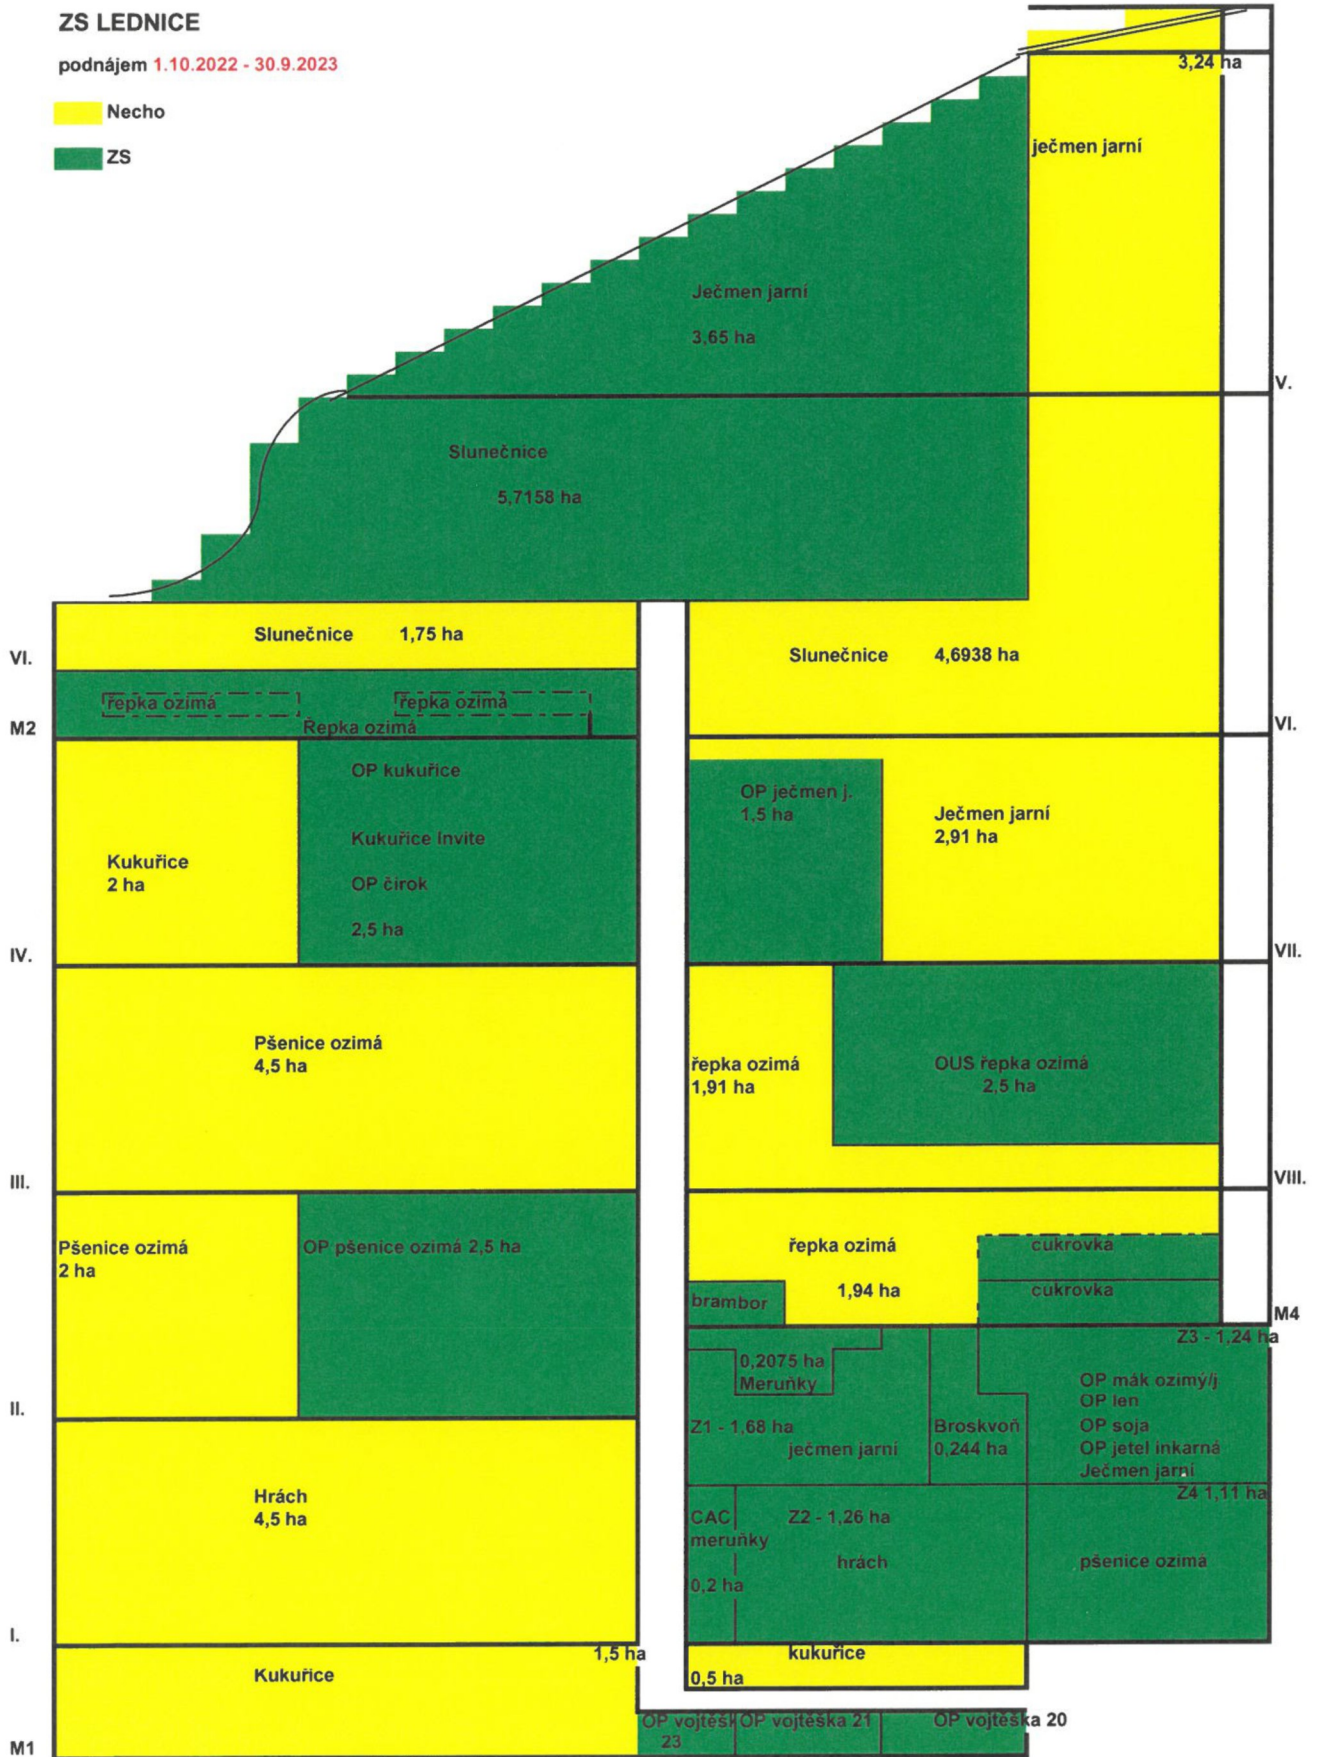 ZS LEDNICE
podnájem 1.10.2022 - 30.9.2023
Necho
ZS
3,24 ha
ječmen jarní
Ječmen jarní
3,65 ha
V.
Slunečnice
5,7158 ha
Slunečnice 1,75 ha
VI.
Slunečnice 4,6938 ha
řepka ozimá
řepka ozimá
Řepka ozimá
M2
VI.
OP kukuřice
Kukuřice Invite
OP čirok
2,5 ha
Kukuřice
2 ha
IV.
OP ječmen j.
1,5 ha
Ječmen jarní
2,91 ha
VII.
Pšenice ozimá
4,5 ha
III.
řepka ozimá
1,91 ha
OUS řepka ozimá
2,5 ha
VIII.
Pšenice ozimá
2 ha
OP pšenice ozimá 2,5 ha
II.
řepka ozimá
1,94 ha
cukrovka
cukrovka
brambor
M4
Z3 - 1,24 ha
0,2075 ha
Meruňky
Z1 - 1,68 ha
ječmen jarní
Broskvoň
0,244 ha
OP mák ozimý/j
OP len
OP soja
OP jetel inkarná
Ječmen jarní
Z4 1,11 ha
Hrách
4,5 ha
I.
CAC
meruňky
0,2 ha
Z2 - 1,26 ha
hrách
pšenice ozimá
1,5 ha
Kukuřice
M1
kukuřice
0,5 ha
OP vojtěšk
23
OP vojtěška 21
OP vojtěška 20